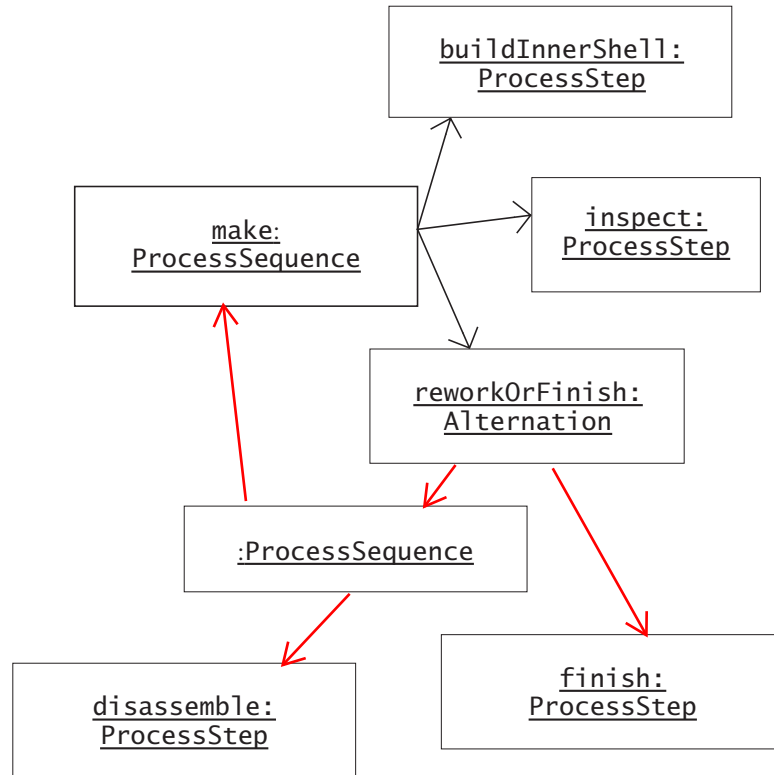 buildInnerShell:
ProcessStep
make:
ProcessSequence
inspect:
ProcessStep
reworkOrFinish:
Alternation
:ProcessSequence
disassemble:
ProcessStep
finish:
ProcessStep